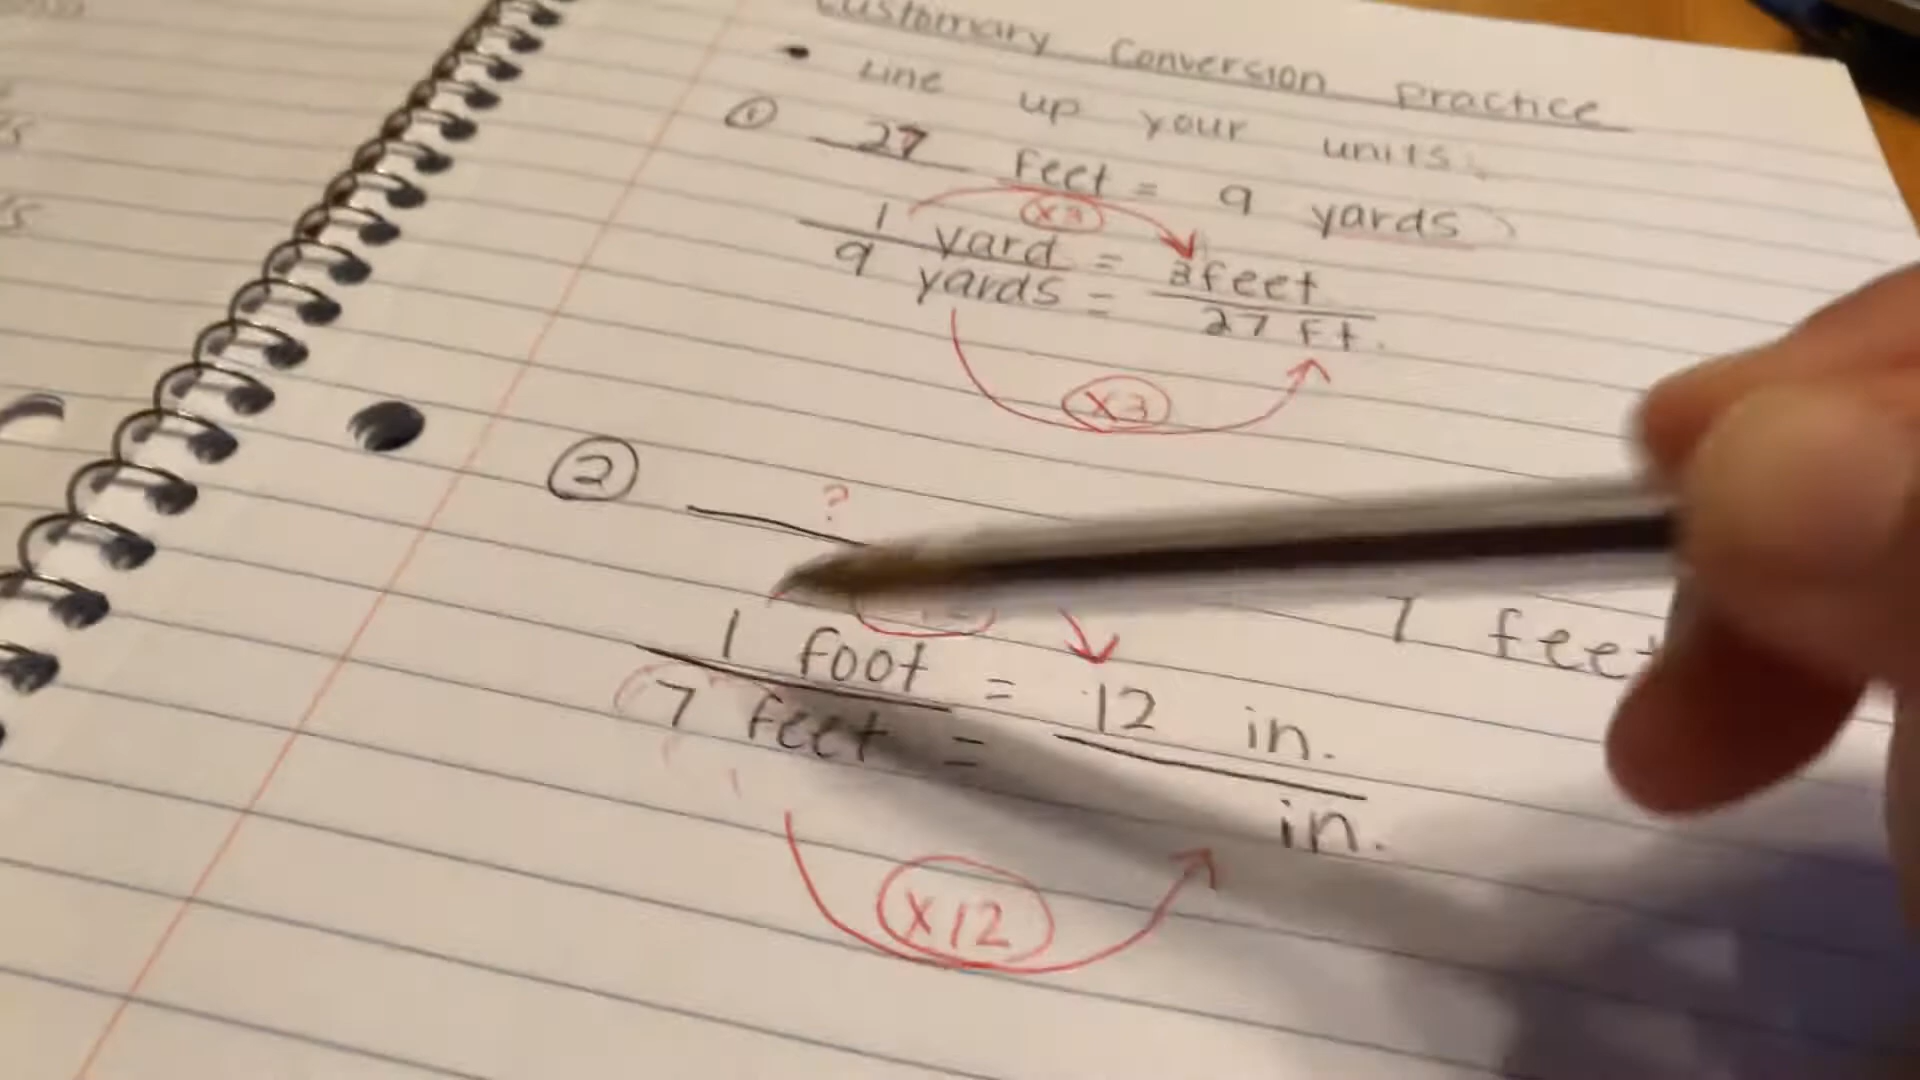 Customary Conversion Practice
• Line up your units.
① 27 feet = 9 yards
x3
1 yard = 3 feet
9 yards = 27 ft.
x3
② ?
7 feet
1 foot = 12 in.
7 feet = in.
x12